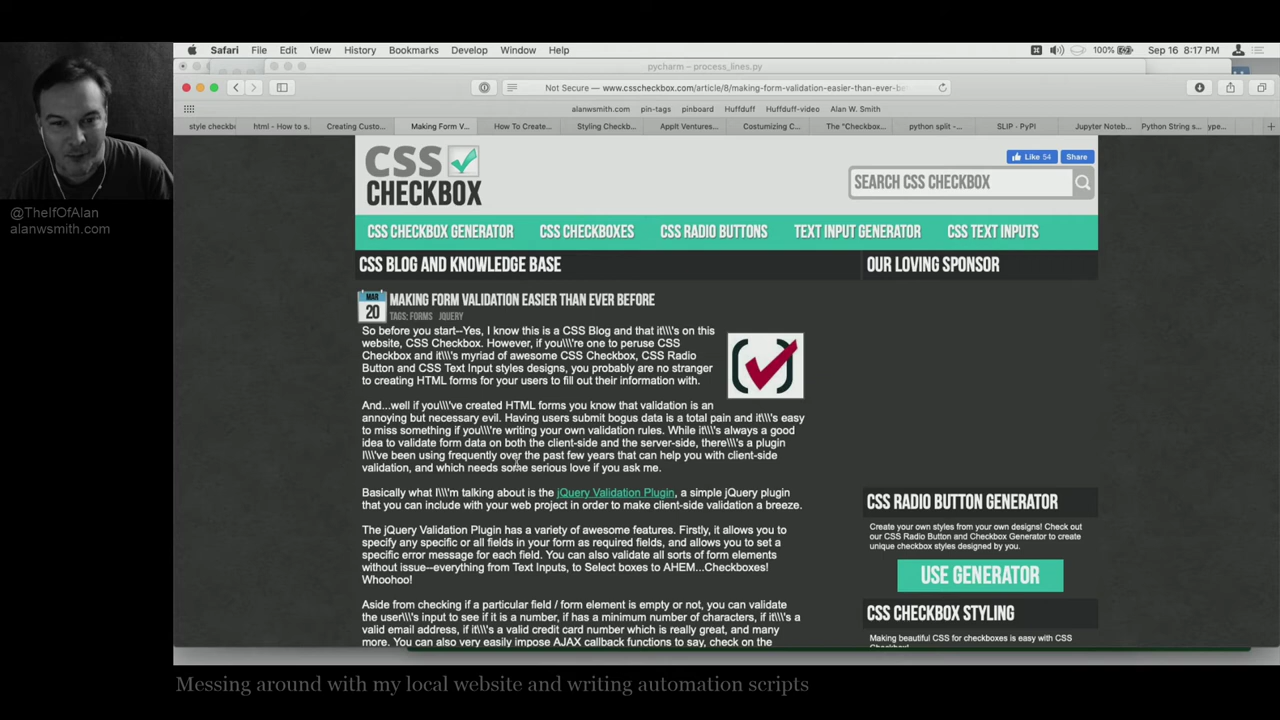 Safari File Edit View History Bookmarks Develop Window Help
100% Sep 16 8:17 PM
pycharm – process_lines.py
Not Secure — www.csscheckbox.com/article/8/making-form-validation-easier-than-ever-be
alanwsmith.com pin-tags pinboard Huffduff Huffduff-video Alan W. Smith
style checkb html - How to s... Creating Custo... Making Form V... How To Create... Styling Checkb... AppIt Ventures... Costumizing C... The "Checkbox... python split -... SLIP · PyPI Jupyter Noteb... Python String s... ype...
@TheIfOfAlan
alanwsmith.com
CSS
CHECKBOX
Like 54 Share
SEARCH CSS CHECKBOX
CSS CHECKBOX GENERATOR CSS CHECKBOXES CSS RADIO BUTTONS TEXT INPUT GENERATOR CSS TEXT INPUTS
CSS BLOG AND KNOWLEDGE BASE
OUR LOVING SPONSOR
MAR
20
MAKING FORM VALIDATION EASIER THAN EVER BEFORE
TAGS: FORMS JQUERY
So before you start--Yes, I know this is a CSS Blog and that it\\\'s on this
website, CSS Checkbox. However, if you\\\'re one to peruse CSS
Checkbox and it\\\'s myriad of awesome CSS Checkbox, CSS Radio
Button and CSS Text Input styles designs, you probably are no stranger
to creating HTML forms for your users to fill out their information with.
And...well if you\\\'ve created HTML forms you know that validation is an
annoying but necessary evil. Having users submit bogus data is a total pain and it\\\'s easy
to miss something if you\\\'re writing your own validation rules. While it\\\'s always a good
idea to validate form data on both the client-side and the server-side, there\\\'s a plugin
I\\\'ve been using frequently over the past few years that can help you with client-side
validation, and which needs some serious love if you ask me.
Basically what I\\\'m talking about is the jQuery Validation Plugin, a simple jQuery plugin
that you can include with your web project in order to make client-side validation a breeze.
The jQuery Validation Plugin has a variety of awesome features. Firstly, it allows you to
specify any specific or all fields in your form as required fields, and allows you to set a
specific error message for each field. You can also validate all sorts of form elements
without issue--everything from Text Inputs, to Select boxes to AHEM...Checkboxes!
Whoohoo!
Aside from checking if a particular field / form element is empty or not, you can validate
the user\\\'s input to see if it is a number, if has a minimum number of characters, if it\\\'s a
valid email address, if it\\\'s a valid credit card number which is really great, and many
more. You can also very easily impose AJAX callback functions to say, check on the
CSS RADIO BUTTON GENERATOR
Create your own styles from your own designs! Check out
our CSS Radio Button and Checkbox Generator to create
unique checkbox styles designed by you.
USE GENERATOR
CSS CHECKBOX STYLING
Making beautiful CSS for checkboxes is easy with CSS
Checkbox!
Messing around with my local website and writing automation scripts